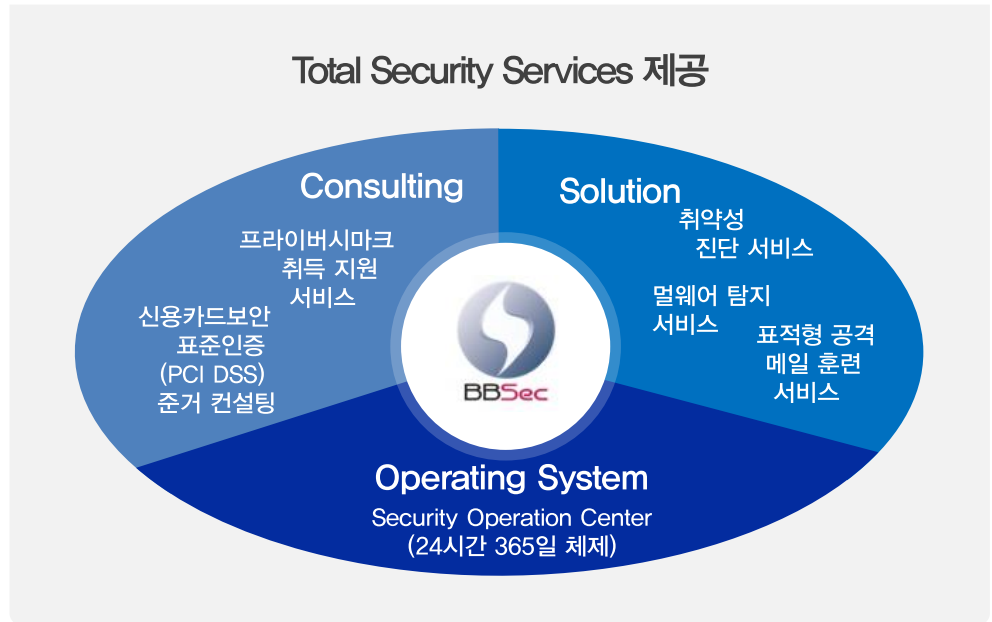 Total Security Services 제공
Consulting
프라이버시마크
취득 지원
서비스
신용카드보안
표준인증
(PCI DSS)
준거 컨설팅
Solution
취약성
진단 서비스
멀웨어 탐지
서비스
표적형 공격
메일 훈련
서비스
BBSec
Operating System
Security Operation Center
(24시간 365일 체제)